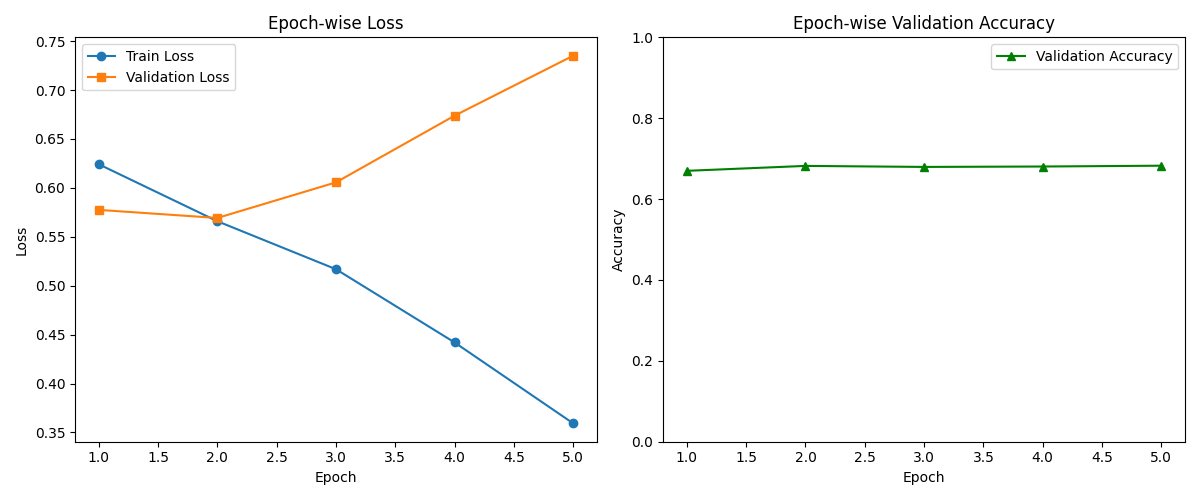 Epoch-wise Loss
Train Loss
Validation Loss
0.75
0.70
0.65
0.60
0.55
0.50
0.45
0.40
0.35
Loss
1.0 1.5 2.0 2.5 3.0 3.5 4.0 4.5 5.0
Epoch
Epoch-wise Validation Accuracy
Validation Accuracy
1.0
0.8
0.6
0.4
0.2
0.0
Accuracy
1.0 1.5 2.0 2.5 3.0 3.5 4.0 4.5 5.0
Epoch